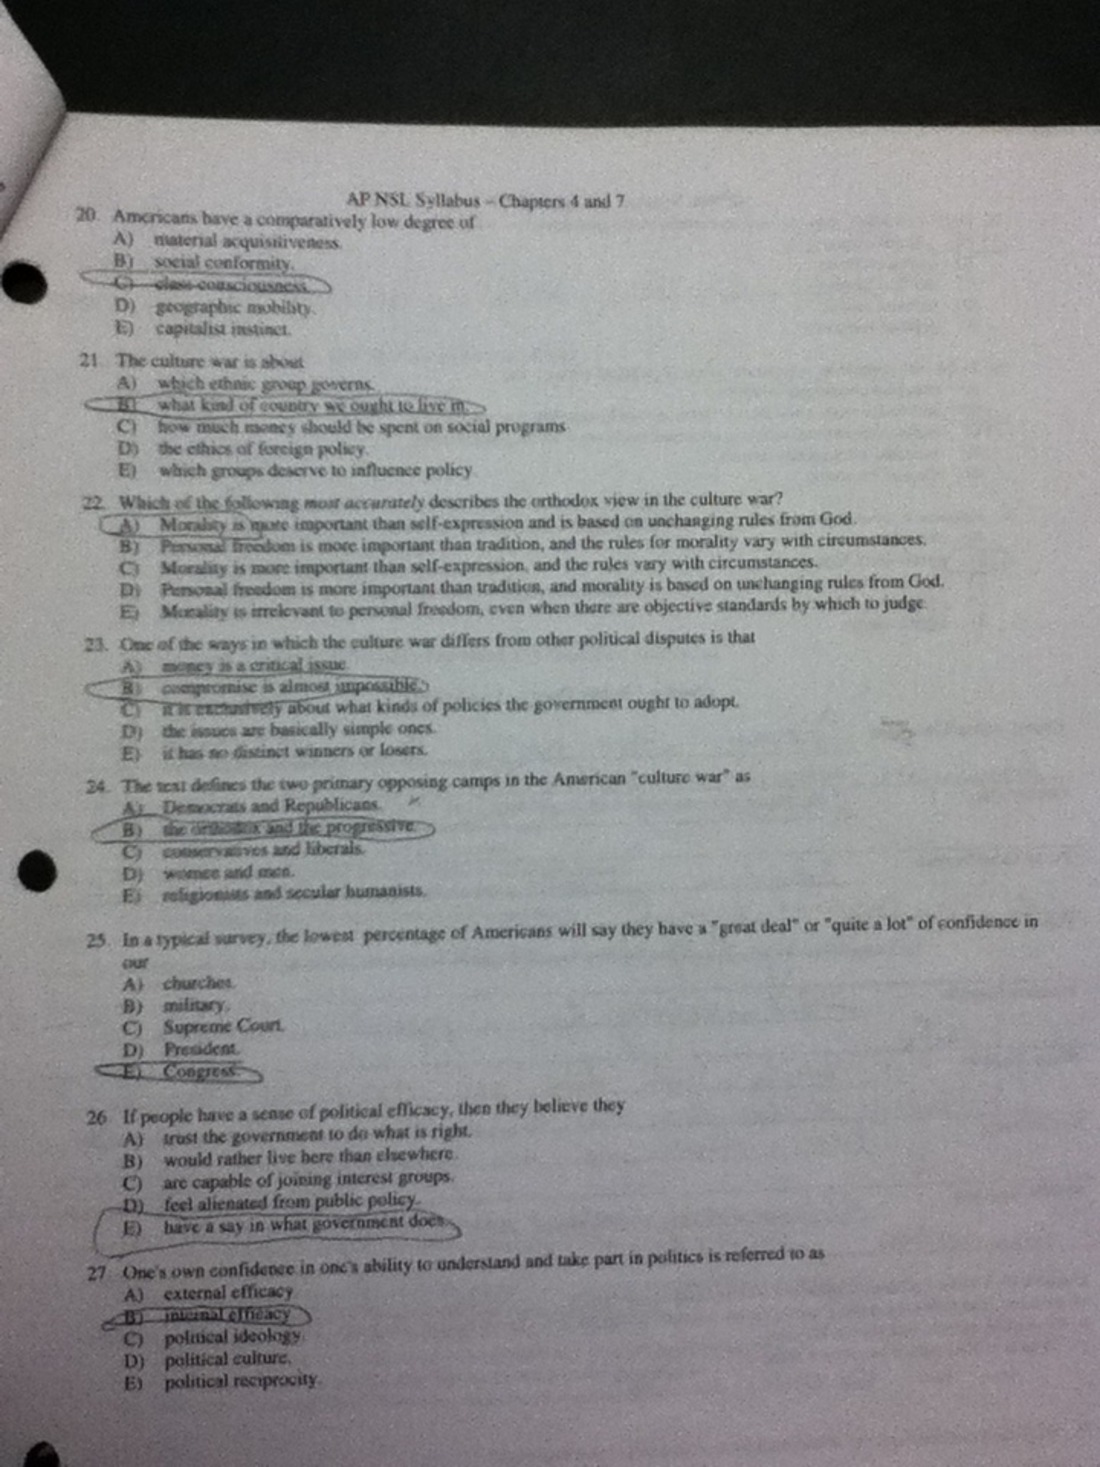 AP NSL Syllabus – Chapters 4 and 7
20. Americans have a comparatively low degree of
A) material acquisitiveness.
B) social conformity.
C) class consciousness.
D) geographic mobility.
E) capitalist instinct.
21. The culture war is about
A) which ethnic group governs.
B) what kind of country we ought to live in.
C) how much money should be spent on social programs
D) the ethics of foreign policy.
E) which groups deserve to influence policy.
22. Which of the following most accurately describes the orthodox view in the culture war?
A) Morality is more important than self-expression and is based on unchanging rules from God.
B) Personal freedom is more important than tradition, and the rules for morality vary with circumstances.
C) Morality is more important than self-expression, and the rules vary with circumstances.
D) Personal freedom is more important than tradition, and morality is based on unchanging rules from God.
E) Morality is irrelevant to personal freedom, even when there are objective standards by which to judge.
23. One of the ways in which the culture war differs from other political disputes is that
A) money is a critical issue.
B) compromise is almost impossible.
C) it is exclusively about what kinds of policies the government ought to adopt.
D) the issues are basically simple ones.
E) it has no distinct winners or losers.
24. The text defines the two primary opposing camps in the American "culture war" as
A) Democrats and Republicans.
B) the orthodox and the progressive.
C) conservatives and liberals.
D) women and men.
E) religionists and secular humanists.
25. In a typical survey, the lowest percentage of Americans will say they have a "great deal" or "quite a lot" of confidence in
our
A) churches.
B) military.
C) Supreme Court.
D) President.
E) Congress.
26. If people have a sense of political efficacy, then they believe they
A) trust the government to do what is right.
B) would rather live here than elsewhere.
C) are capable of joining interest groups.
D) feel alienated from public policy.
E) have a say in what government does.
27. One's own confidence in one's ability to understand and take part in politics is referred to as
A) external efficacy.
B) internal efficacy
C) political ideology.
D) political culture.
E) political reciprocity.